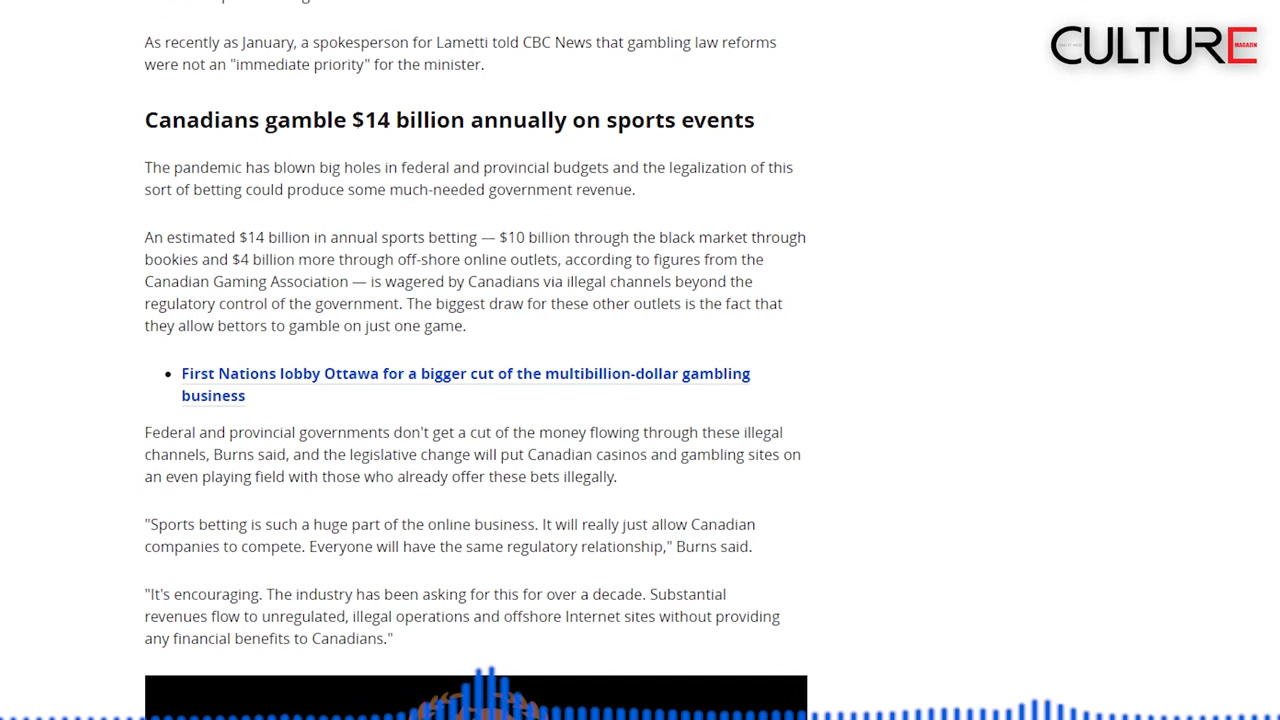 As recently as January, a spokesperson for Lametti told CBC News that gambling law reforms
were not an "immediate priority" for the minister.
CULTURE
MAGAZIN
Canadians gamble $14 billion annually on sports events
The pandemic has blown big holes in federal and provincial budgets and the legalization of this
sort of betting could produce some much-needed government revenue.
An estimated $14 billion in annual sports betting — $10 billion through the black market through
bookies and $4 billion more through off-shore online outlets, according to figures from the
Canadian Gaming Association — is wagered by Canadians via illegal channels beyond the
regulatory control of the government. The biggest draw for these other outlets is the fact that
they allow bettors to gamble on just one game.
• First Nations lobby Ottawa for a bigger cut of the multibillion-dollar gambling
business
Federal and provincial governments don't get a cut of the money flowing through these illegal
channels, Burns said, and the legislative change will put Canadian casinos and gambling sites on
an even playing field with those who already offer these bets illegally.
"Sports betting is such a huge part of the online business. It will really just allow Canadian
companies to compete. Everyone will have the same regulatory relationship," Burns said.
"It's encouraging. The industry has been asking for this for over a decade. Substantial
revenues flow to unregulated, illegal operations and offshore Internet sites without providing
any financial benefits to Canadians."